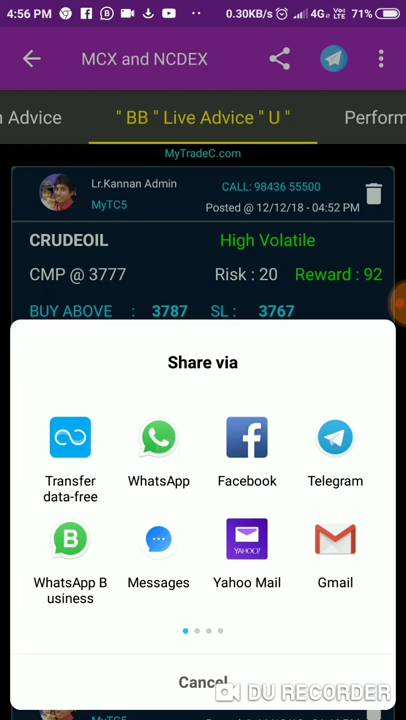 4:56 PM
0.30KB/s 4G VoLTE 71%
MCX and NCDEX
n Advice
" BB " Live Advice " U "
Perform
MyTradeC.com
Lr.Kannan Admin
CALL: 98436 55500
MyTC5
Posted @ 12/12/18 - 04:52 PM
CRUDEOIL
High Volatile
CMP @ 3777
Risk : 20
Reward : 92
BUY ABOVE : 3787 SL : 3767
Share via
Transfer
data-free
WhatsApp
Facebook
Telegram
WhatsApp B
usiness
Messages
YAHOO!
Yahoo Mail
Gmail
Cancel
DU RECORDER
MyTC5